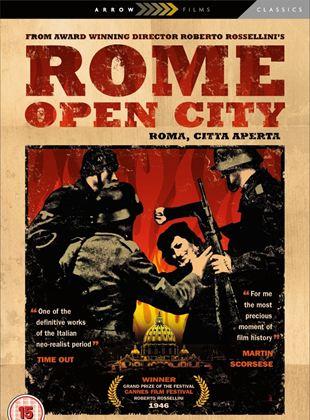 ARROW FILMS CLASSICS
FROM AWARD WINNING DIRECTOR ROBERTO ROSSELLINI'S
ROME
OPEN CITY
ROMA, CITTA APERTA
“One of
the definitive
works of
the Italian
neo-realist
period”
TIME OUT
“For me
the most
precious
moment of
film history”
MARTIN
SCORSESE
WINNER
GRAND PRIZE OF THE FESTIVAL
CANNES FILM FESTIVAL
ROBERTO ROSSELLINI
1946
15